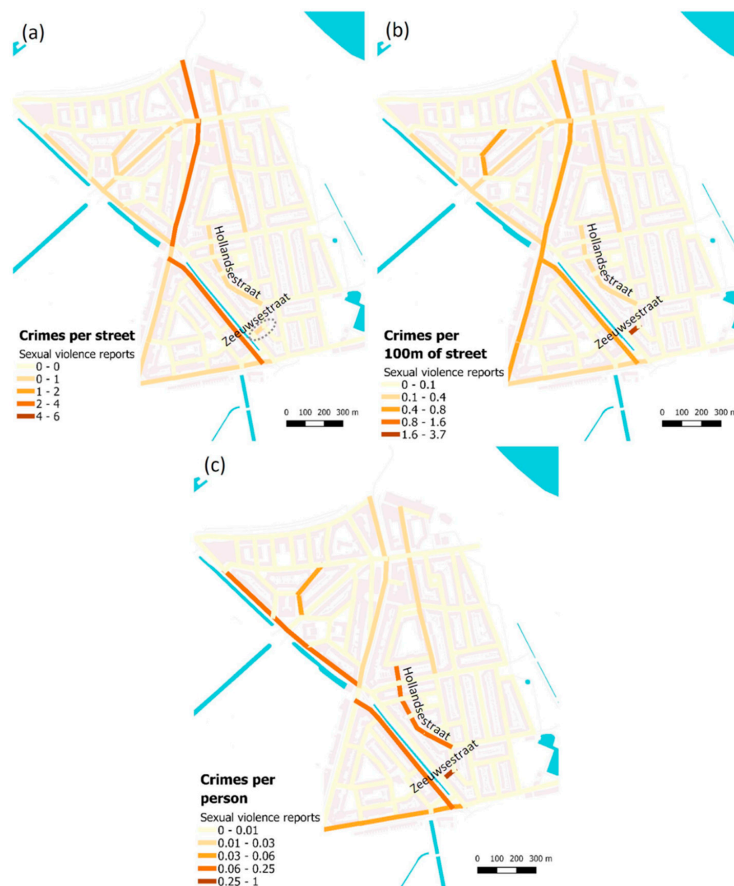 (a)
Hollandsestraat
Zeeuwsestraat
Crimes per street
Sexual violence reports
0 - 0
0 - 1
1 - 2
2 - 4
4 - 6
0 100 200 300 m
(b)
Hollandsestraat
Zeeuwsestraat
Crimes per
100m of street
Sexual violence reports
0 - 0.1
0.1 - 0.4
0.4 - 0.8
0.8 - 1.6
1.6 - 3.7
0 100 200 300 m
(c)
Hollandsestraat
Zeeuwsestraat
Crimes per
person
Sexual violence reports
0 - 0.01
0.01 - 0.03
0.03 - 0.06
0.06 - 0.25
0.25 - 1
0 100 200 300 m